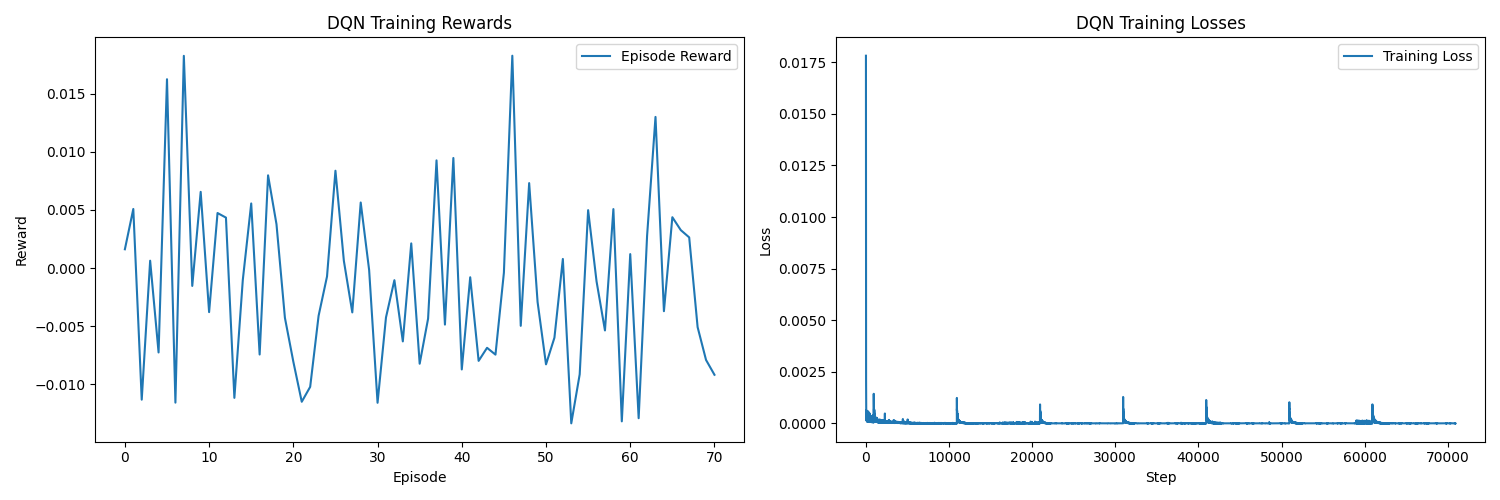 DQN Training Rewards
Episode Reward
Reward
0.015
0.010
0.005
0.000
−0.005
−0.010
0 10 20 30 40 50 60 70
Episode
DQN Training Losses
Training Loss
Loss
0.0175
0.0150
0.0125
0.0100
0.0075
0.0050
0.0025
0.0000
0 10000 20000 30000 40000 50000 60000 70000
Step